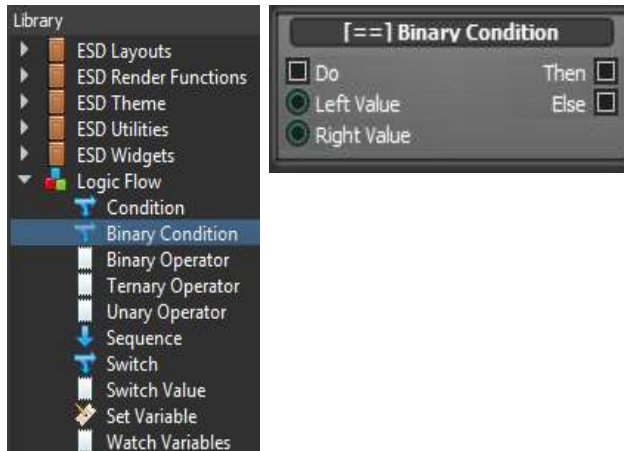 Library
ESD Layouts
ESD Render Functions
ESD Theme
ESD Utilities
ESD Widgets
Logic Flow
Condition
Binary Condition
Binary Operator
Ternary Operator
Unary Operator
Sequence
Switch
Switch Value
Set Variable
Watch Variables
[==] Binary Condition
Do Then
Left Value Else
Right Value